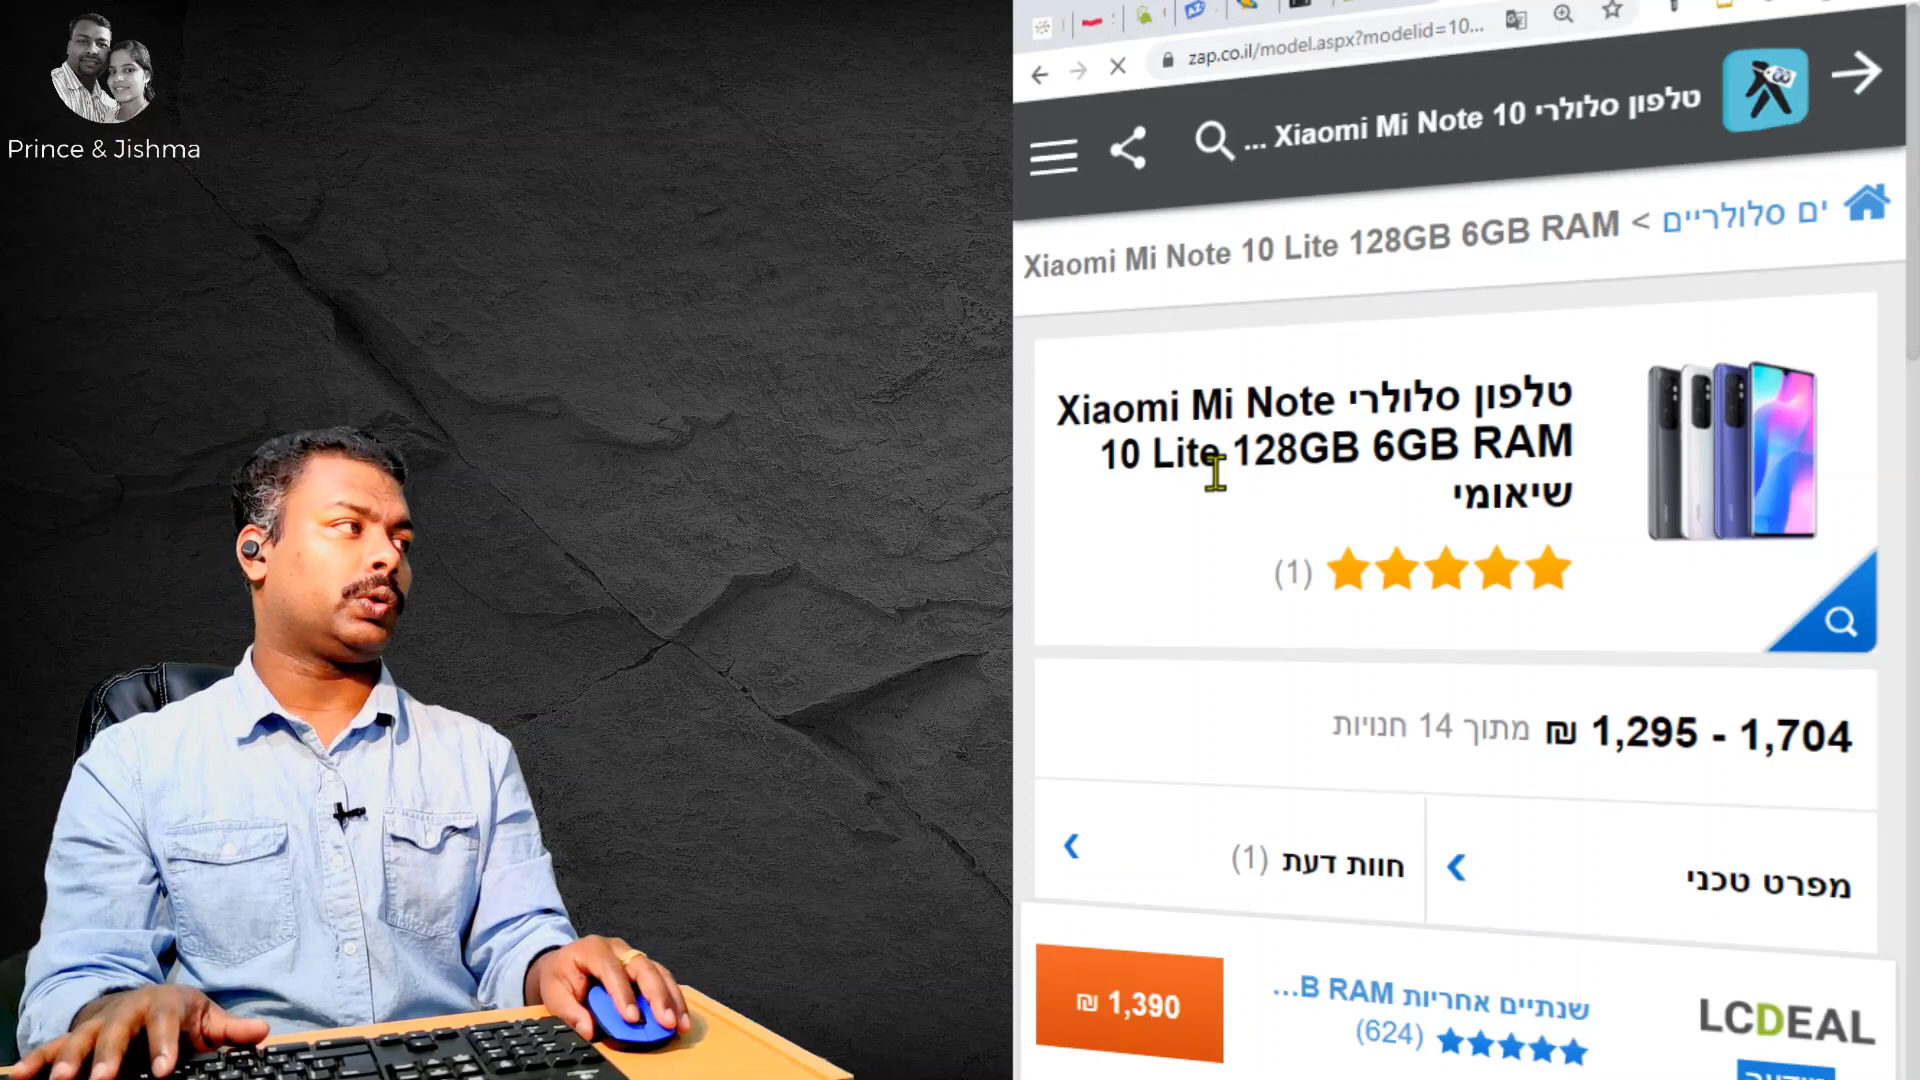 Prince & Jishma
zap.co.il/model.aspx?modelid=10...
טלפון סלולרי Xiaomi Mi Note 10 ...
ים סלולריים > Xiaomi Mi Note 10 Lite 128GB 6GB RAM
טלפון סלולרי Xiaomi Mi Note
10 Lite 128GB 6GB RAM
שיאומי
(1)
1,295 - 1,704 ₪ מתוך 14 חנויות
מפרט טכני
חוות דעת (1)
LCDEAL
שנתיים אחריות B RAM...
(624)
1,390 ₪